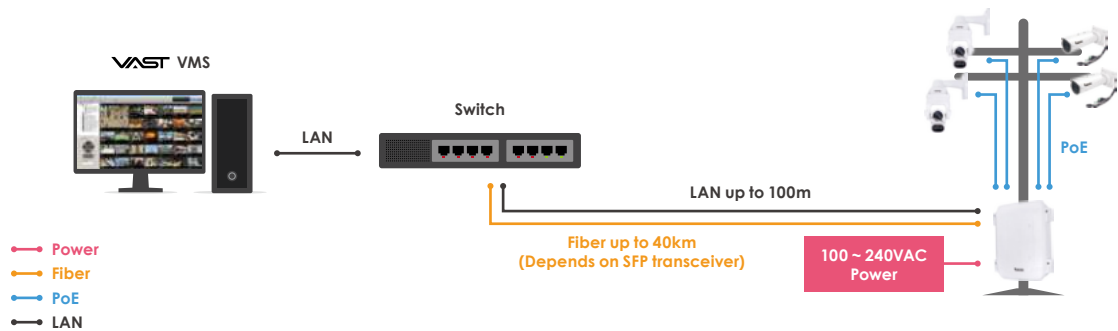 VAST VMS
Switch
LAN
PoE
LAN up to 100m
Fiber up to 40km
(Depends on SFP transceiver)
100 ~ 240VAC
Power
Power
Fiber
PoE
LAN